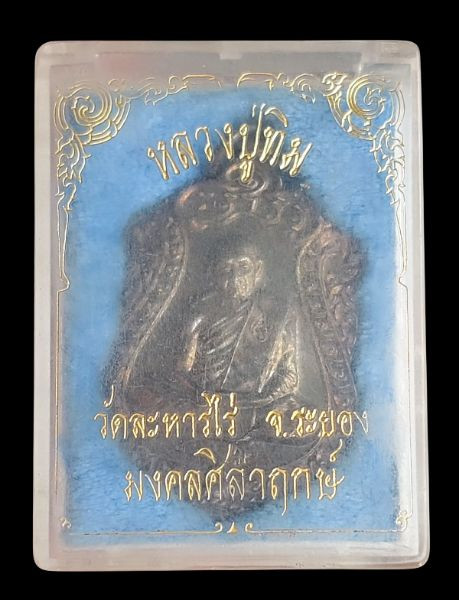 หลวงปู่ทิม
วัดละหารไร่ จ.ระยอง
มงคลศิลาฤกษ์